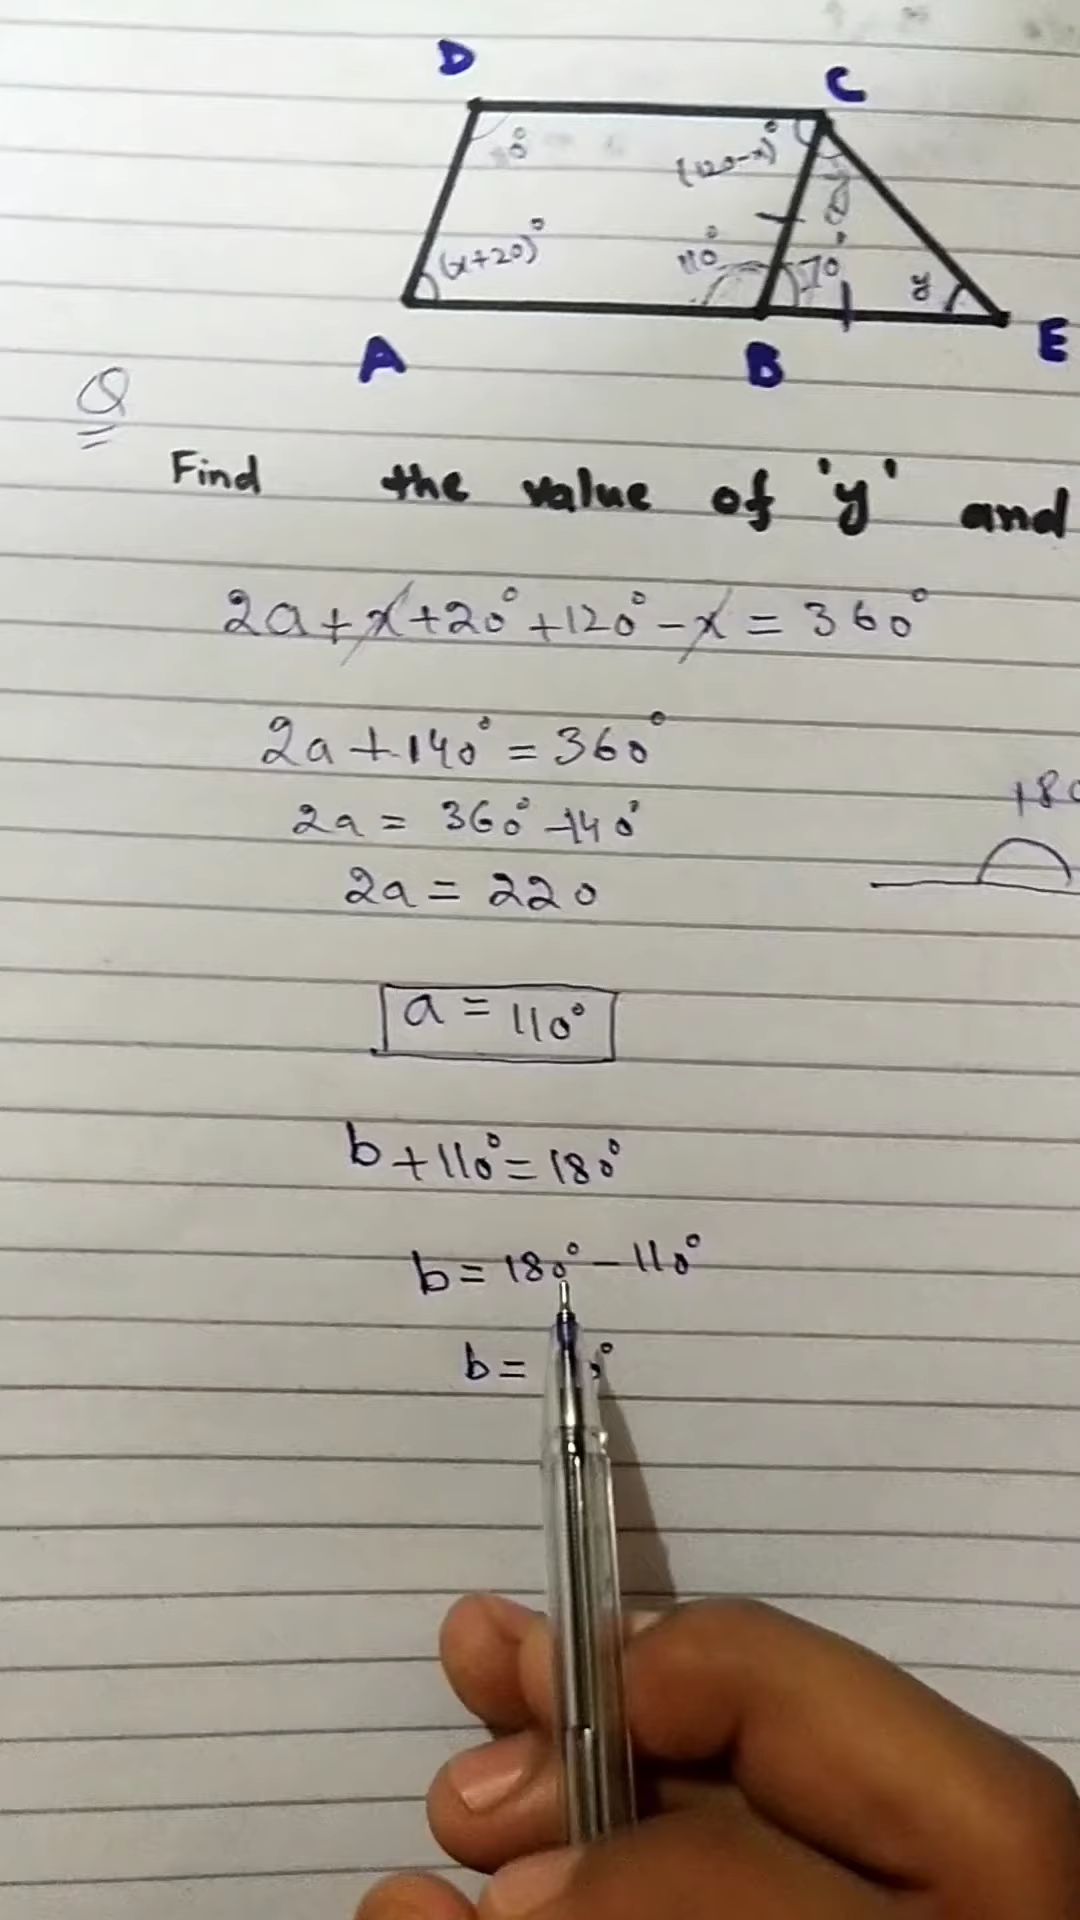 D
C
(120-x)°
(x+20)°
110°
70°
y
A
B
E
Q
Find the value of 'y' and
2a + x + 20° + 120° - x = 360°
2a + 140° = 360°
2a = 360° - 140°
2a = 220
180
a = 110°
b + 110° = 180°
b = 180° - 110°
b =